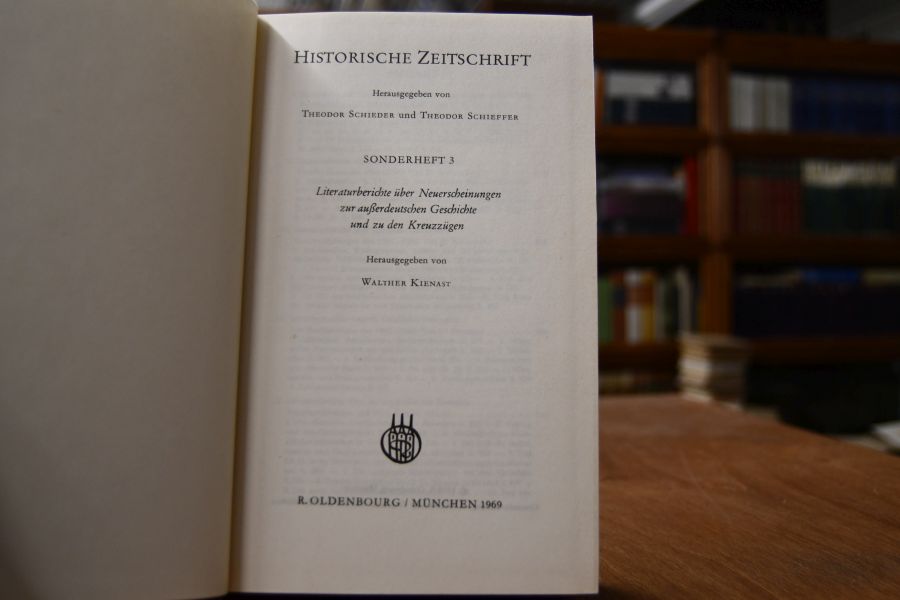 HISTORISCHE ZEITSCHRIFT
Herausgegeben von
THEODOR SCHIEDER und THEODOR SCHIEFFER
SONDERHEFT 3
Literaturberichte über Neuerscheinungen
zur außerdeutschen Geschichte
und zu den Kreuzzügen
Herausgegeben von
WALTHER KIENAST
R. OLDENBOURG / MÜNCHEN 1969